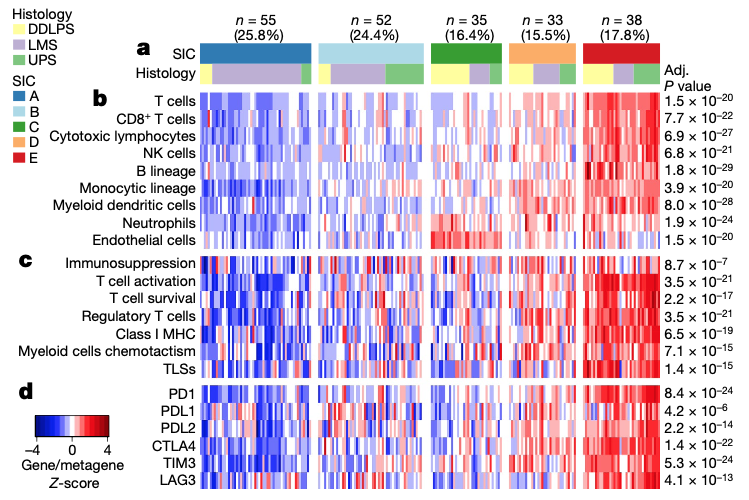 Histology
DDLPS
LMS
UPS
SIC
A
B
C
D
E
n = 55
(25.8%)
n = 52
(24.4%)
n = 35
(16.4%)
n = 33
(15.5%)
n = 38
(17.8%)
a
SIC
Histology
Adj.
P value
b
T cells 1.5 × 10⁻²⁰
CD8⁺ T cells 7.7 × 10⁻²²
Cytotoxic lymphocytes 6.9 × 10⁻²⁷
NK cells 6.8 × 10⁻²¹
B lineage 1.8 × 10⁻²⁹
Monocytic lineage 3.9 × 10⁻²⁰
Myeloid dendritic cells 8.0 × 10⁻²⁸
Neutrophils 1.9 × 10⁻²⁴
Endothelial cells 1.5 × 10⁻²⁰
c
Immunosuppression 8.7 × 10⁻⁷
T cell activation 3.5 × 10⁻²¹
T cell survival 2.2 × 10⁻¹⁷
Regulatory T cells 3.5 × 10⁻²¹
Class I MHC 6.5 × 10⁻¹⁹
Myeloid cells chemotactism 7.1 × 10⁻¹⁵
TLSs 1.4 × 10⁻¹⁵
d
PD1 8.4 × 10⁻²⁴
PDL1 4.2 × 10⁻⁶
PDL2 2.2 × 10⁻¹⁴
CTLA4 1.4 × 10⁻²²
TIM3 5.3 × 10⁻²⁴
LAG3 4.1 × 10⁻¹³
−4 0 4
Gene/metagene
Z-score